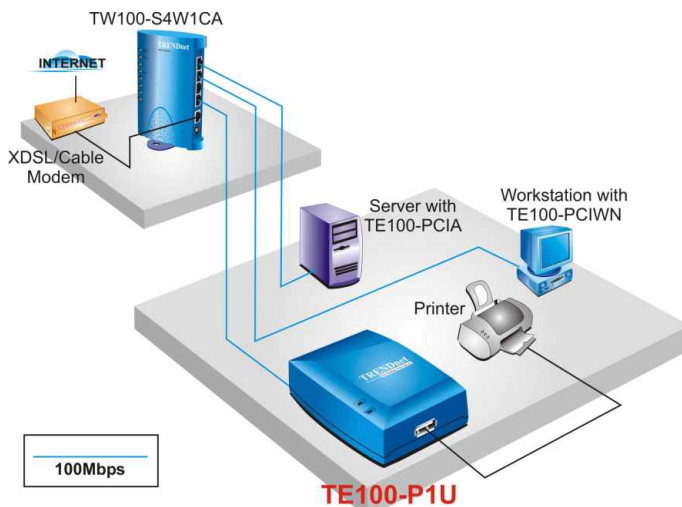 TW100-S4W1CA
TRENDnet
INTERNET
XDSL/Cable
Modem
Server with
TE100-PCIA
Workstation with
TE100-PCIWN
Printer
TRENDnet
100Mbps
TE100-P1U